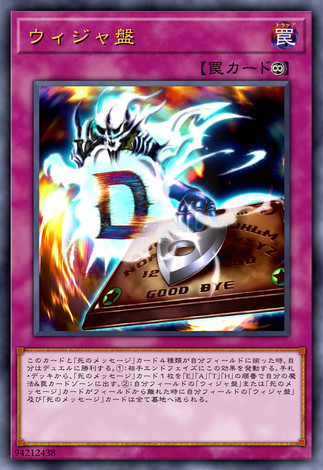 ウィジャ盤
トラップ
罠
【罠カード】
D
GOOD BYE
このカードと「死のメッセージ」カード4種類が自分フィールドに揃った時、自
分はデュエルに勝利する。①:相手エンドフェイズにこの効果を発動する。手札
・デッキから、「死のメッセージ」カード1枚を「E」「A」「T」「H」の順番で自分の魔
法&罠カードゾーンに出す。②:自分フィールドの「ウィジャ盤」または「死のメッ
セージ」カードがフィールドから離れた時に自分フィールドの「ウィジャ盤」
及び「死のメッセージ」カードは全て墓地へ送られる。
94212438